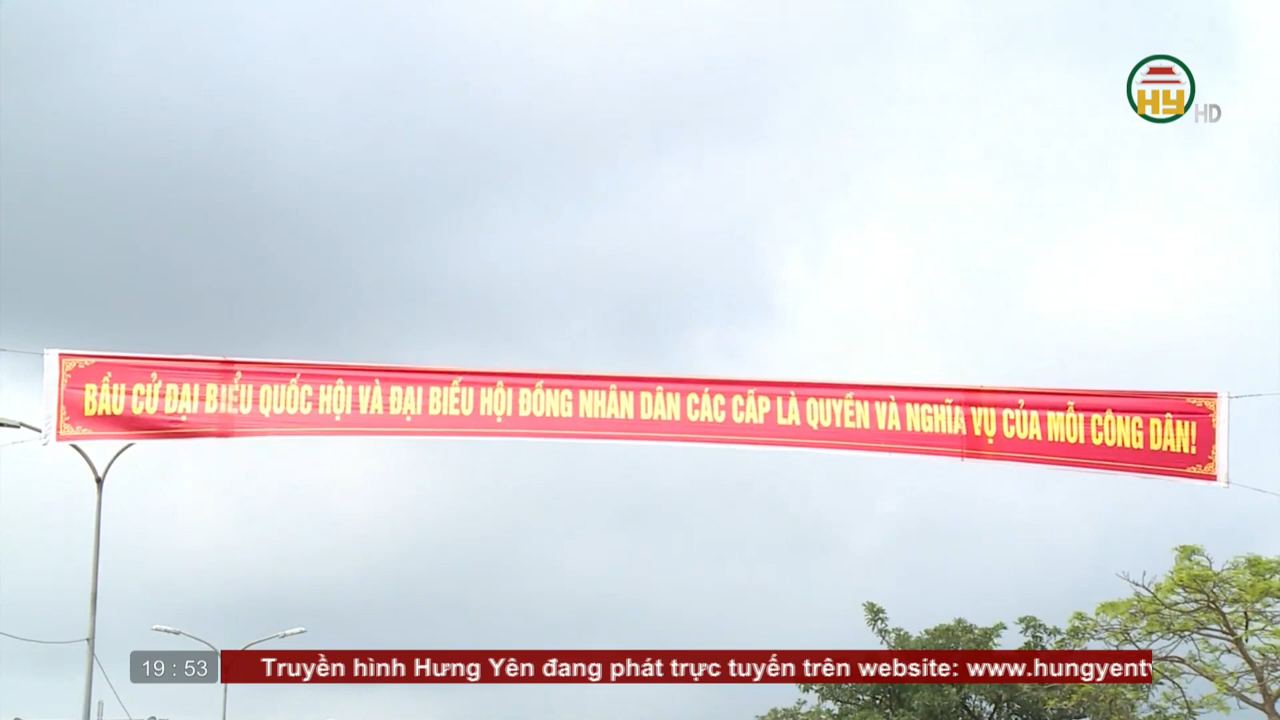 HY HD
BẦU CỬ ĐẠI BIỂU QUỐC HỘI VÀ ĐẠI BIỂU HỘI ĐỒNG NHÂN DÂN CÁC CẤP LÀ QUYỀN VÀ NGHĨA VỤ CỦA MỖI CÔNG DÂN!
19 : 53
Truyền hình Hưng Yên đang phát trực tuyến trên website: www.hungyentv